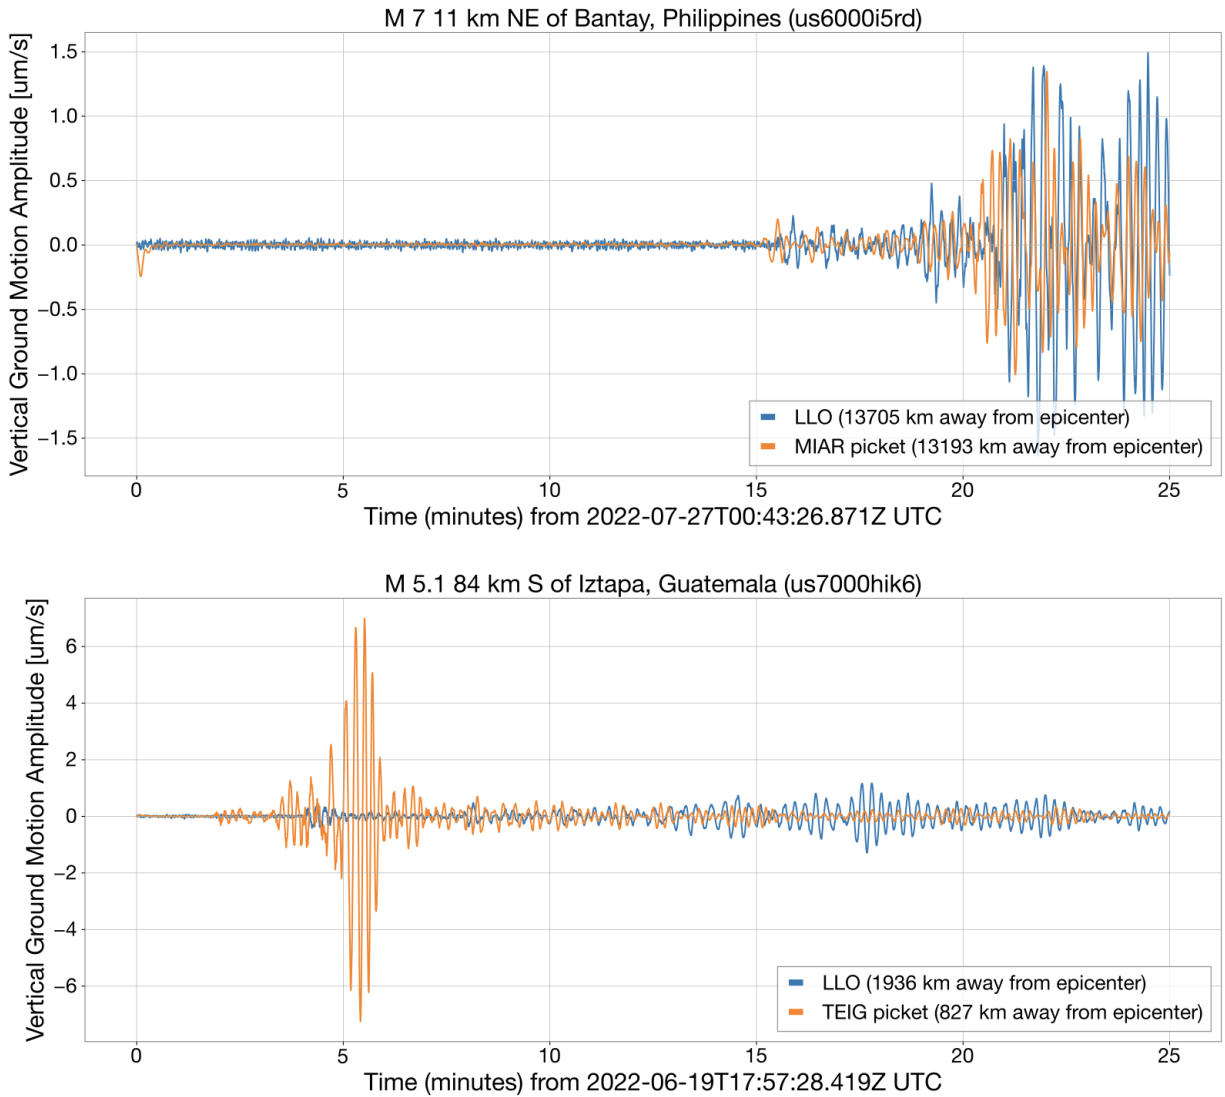 M 7 11 km NE of Bantay, Philippines (us6000i5rd)
Vertical Ground Motion Amplitude [um/s]
1.5
1.0
0.5
0.0
−0.5
−1.0
−1.5
LLO (13705 km away from epicenter)
MIAR picket (13193 km away from epicenter)
0 5 10 15 20 25
Time (minutes) from 2022-07-27T00:43:26.871Z UTC
M 5.1 84 km S of Iztapa, Guatemala (us7000hik6)
Vertical Ground Motion Amplitude [um/s]
6
4
2
0
−2
−4
−6
LLO (1936 km away from epicenter)
TEIG picket (827 km away from epicenter)
0 5 10 15 20 25
Time (minutes) from 2022-06-19T17:57:28.419Z UTC